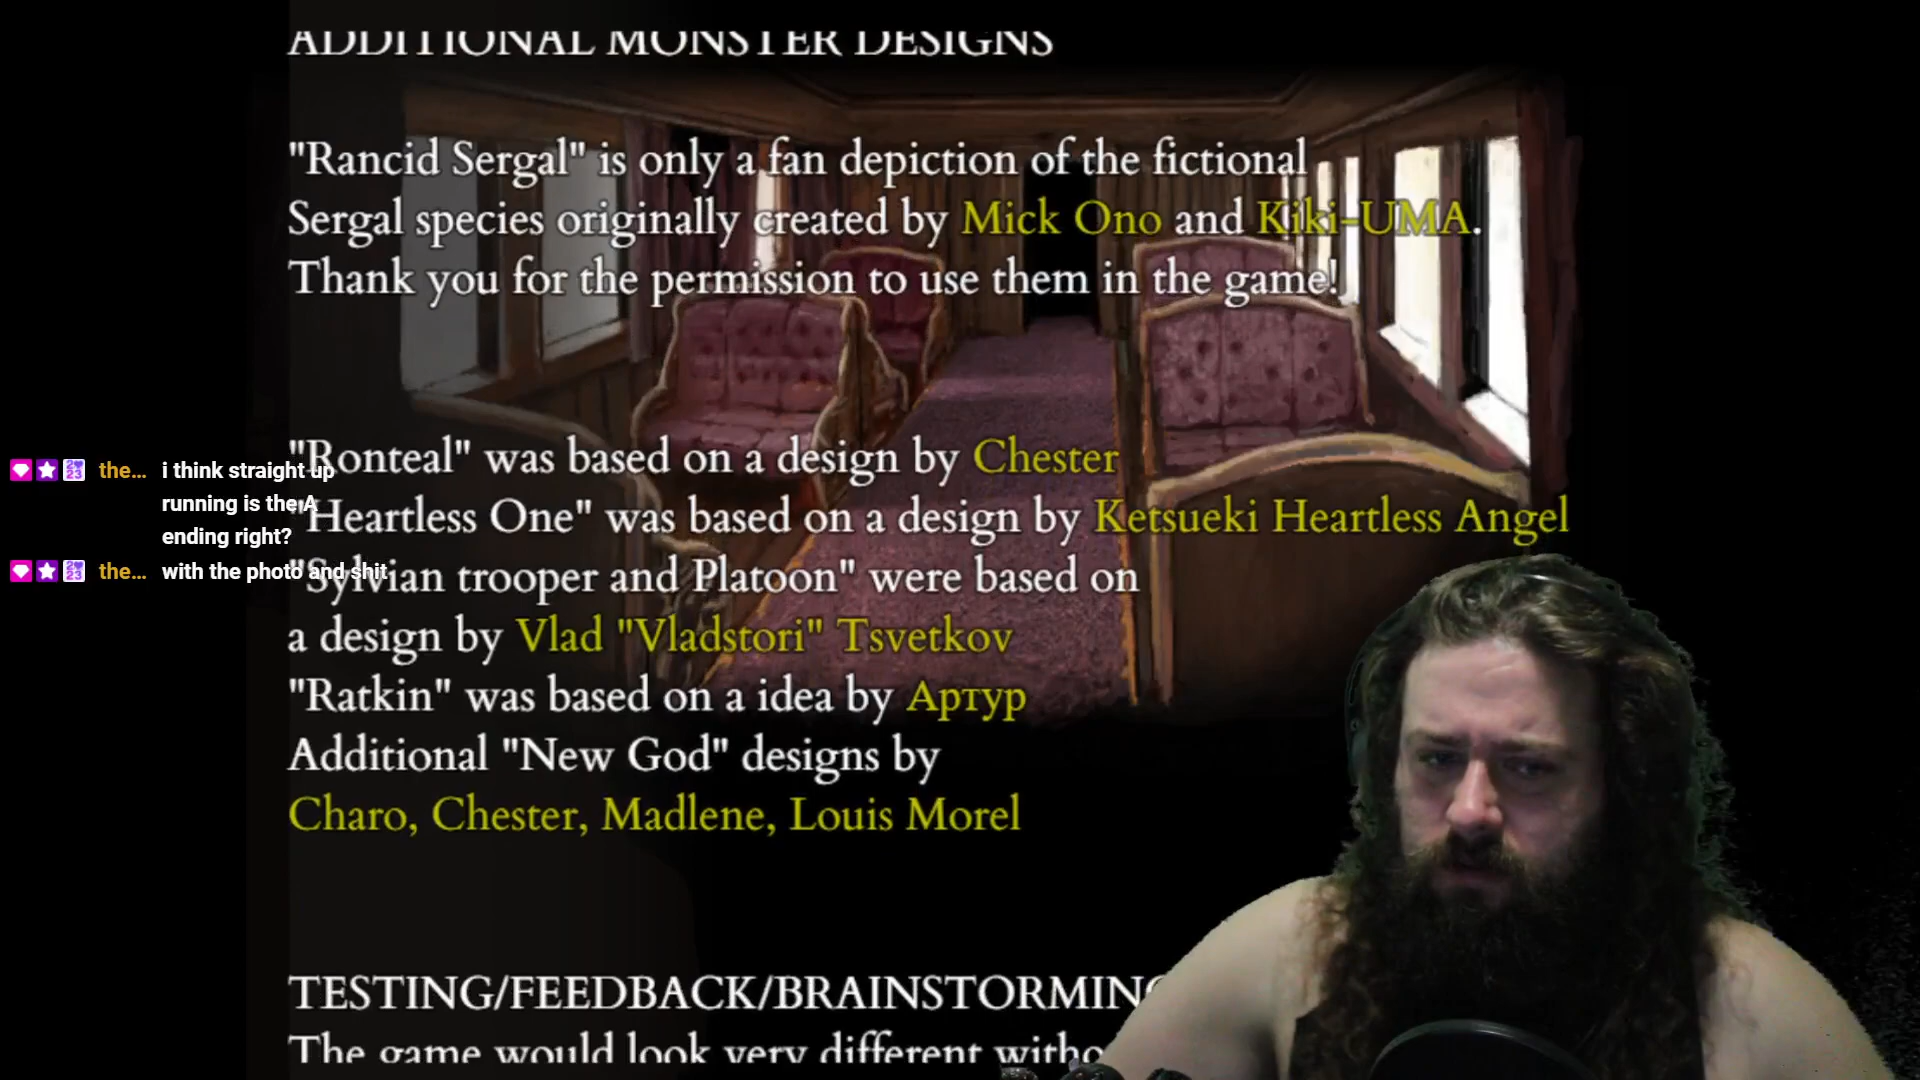 ADDITIONAL MONSTER DESIGNS
"Rancid Sergal" is only a fan depiction of the fictional
Sergal species originally created by Mick Ono and Kiki-UMA.
Thank you for the permission to use them in the game!
"Ronteal" was based on a design by Chester
"Heartless One" was based on a design by Ketsueki Heartless Angel
"Sylvian trooper and Platoon" were based on
a design by Vlad "Vladstori" Tsvetkov
"Ratkin" was based on a idea by Артур
Additional "New God" designs by
Charo, Chester, Madlene, Louis Morel
TESTING/FEEDBACK/BRAINSTORMING
The game would look very different
the... i think straight up
running is the A
ending right?
the... with the photo and shit